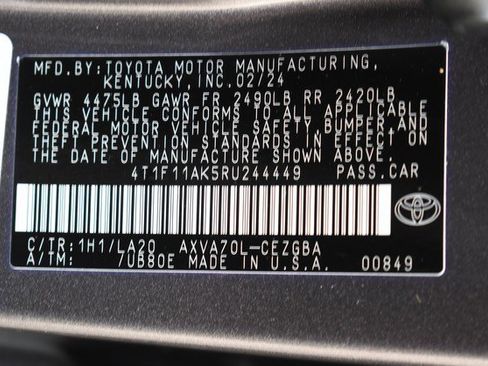 MFD.BY:TOYOTA MOTOR MANUFACTURING,
KENTUCKY, INC.02/24
GVWR 4475LB.GAWR FR 2490LB RR 2420LB
THIS VEHICLE CONFORMS TO ALL APPLICABLE
FEDERAL MOTOR VEHICLE SAFETY,BUMPER,AND
THEFT PREVENTION STANDARDS IN EFFECT ON
THE DATE OF MANUFACTURE SHOWN ABOVE.
4T1F11AK5RU244449 PASS.CAR
C/TR:1H1/LA20 AXVA70L-CEZGBA
A/TM: 7UB80E MADE IN U.S.A. 00849